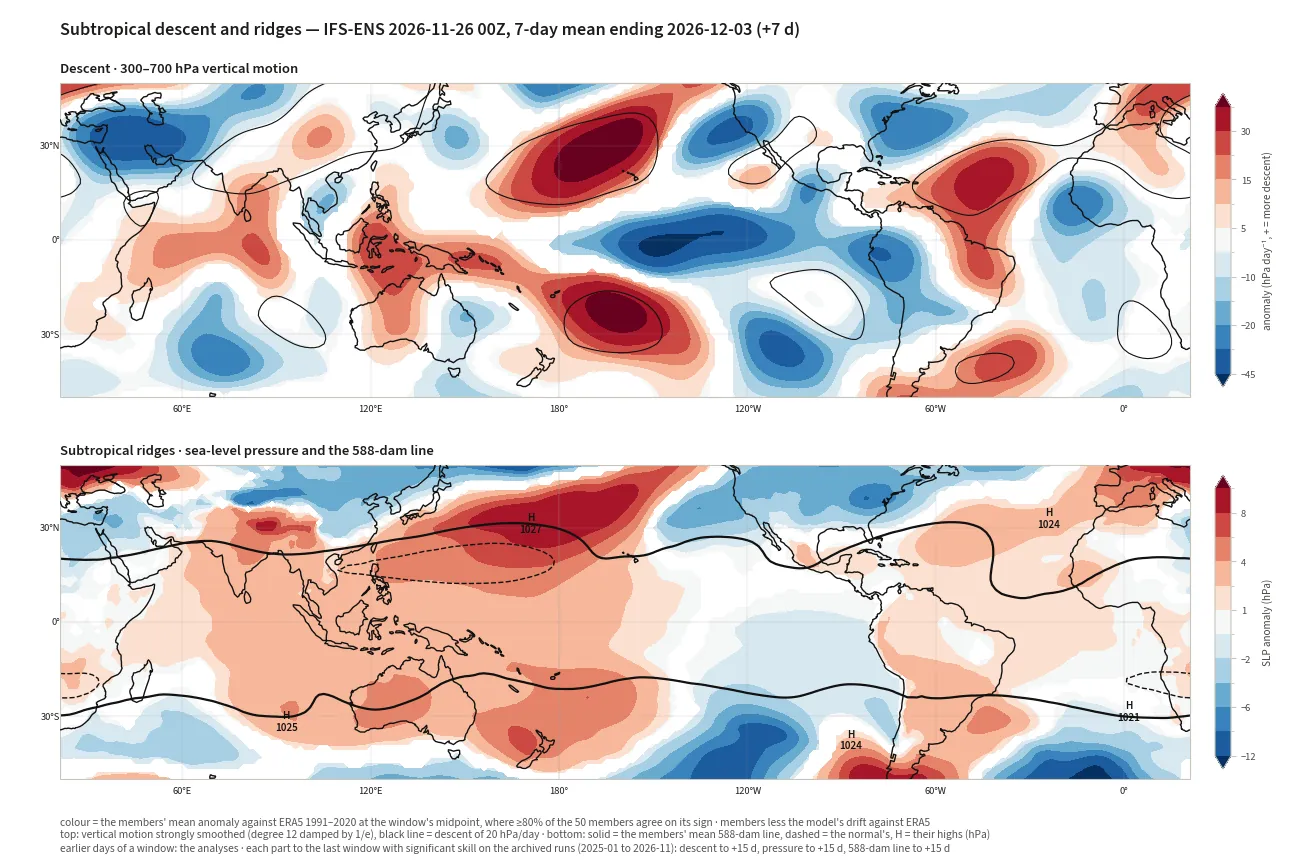 Subtropical descent and ridges — IFS-ENS 2026-11-26 00Z, 7-day mean ending 2026-12-03 (+7 d)
Descent · 300–700 hPa vertical motion
30°N
0°
30°S
60°E
120°E
180°
120°W
60°W
0°
30
15
5
−10
−20
−45
anomaly (hPa day⁻¹, + = more descent)
Subtropical ridges · sea-level pressure and the 588-dam line
30°N
0°
30°S
H
1027
H
1024
H
1025
H
1024
H
1021
60°E
120°E
180°
120°W
60°W
0°
8
4
1
−2
−6
−12
SLP anomaly (hPa)
colour = the members' mean anomaly against ERA5 1991–2020 at the window's midpoint, where ≥80% of the 50 members agree on its sign · members less the model's drift against ERA5
top: vertical motion strongly smoothed (degree 12 damped by 1/e), black line = descent of 20 hPa/day · bottom: solid = the members' mean 588-dam line, dashed = the normal's, H = their highs (hPa)
earlier days of a window: the analyses · each part to the last window with significant skill on the archived runs (2025-01 to 2026-11): descent to +15 d, pressure to +15 d, 588-dam line to +15 d